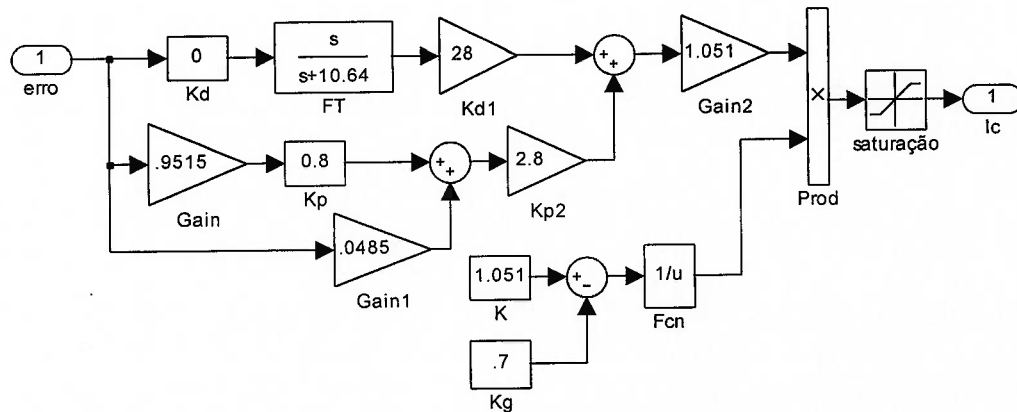 1
erro
0
Kd
s
s+10.64
FT
28
Kd1
+
+
1.051
Gain2
×
Prod
saturação
1
Ic
.9515
Gain
0.8
Kp
+
+
2.8
Kp2
.0485
Gain1
1.051
K
+
−
1/u
Fcn
.7
Kg